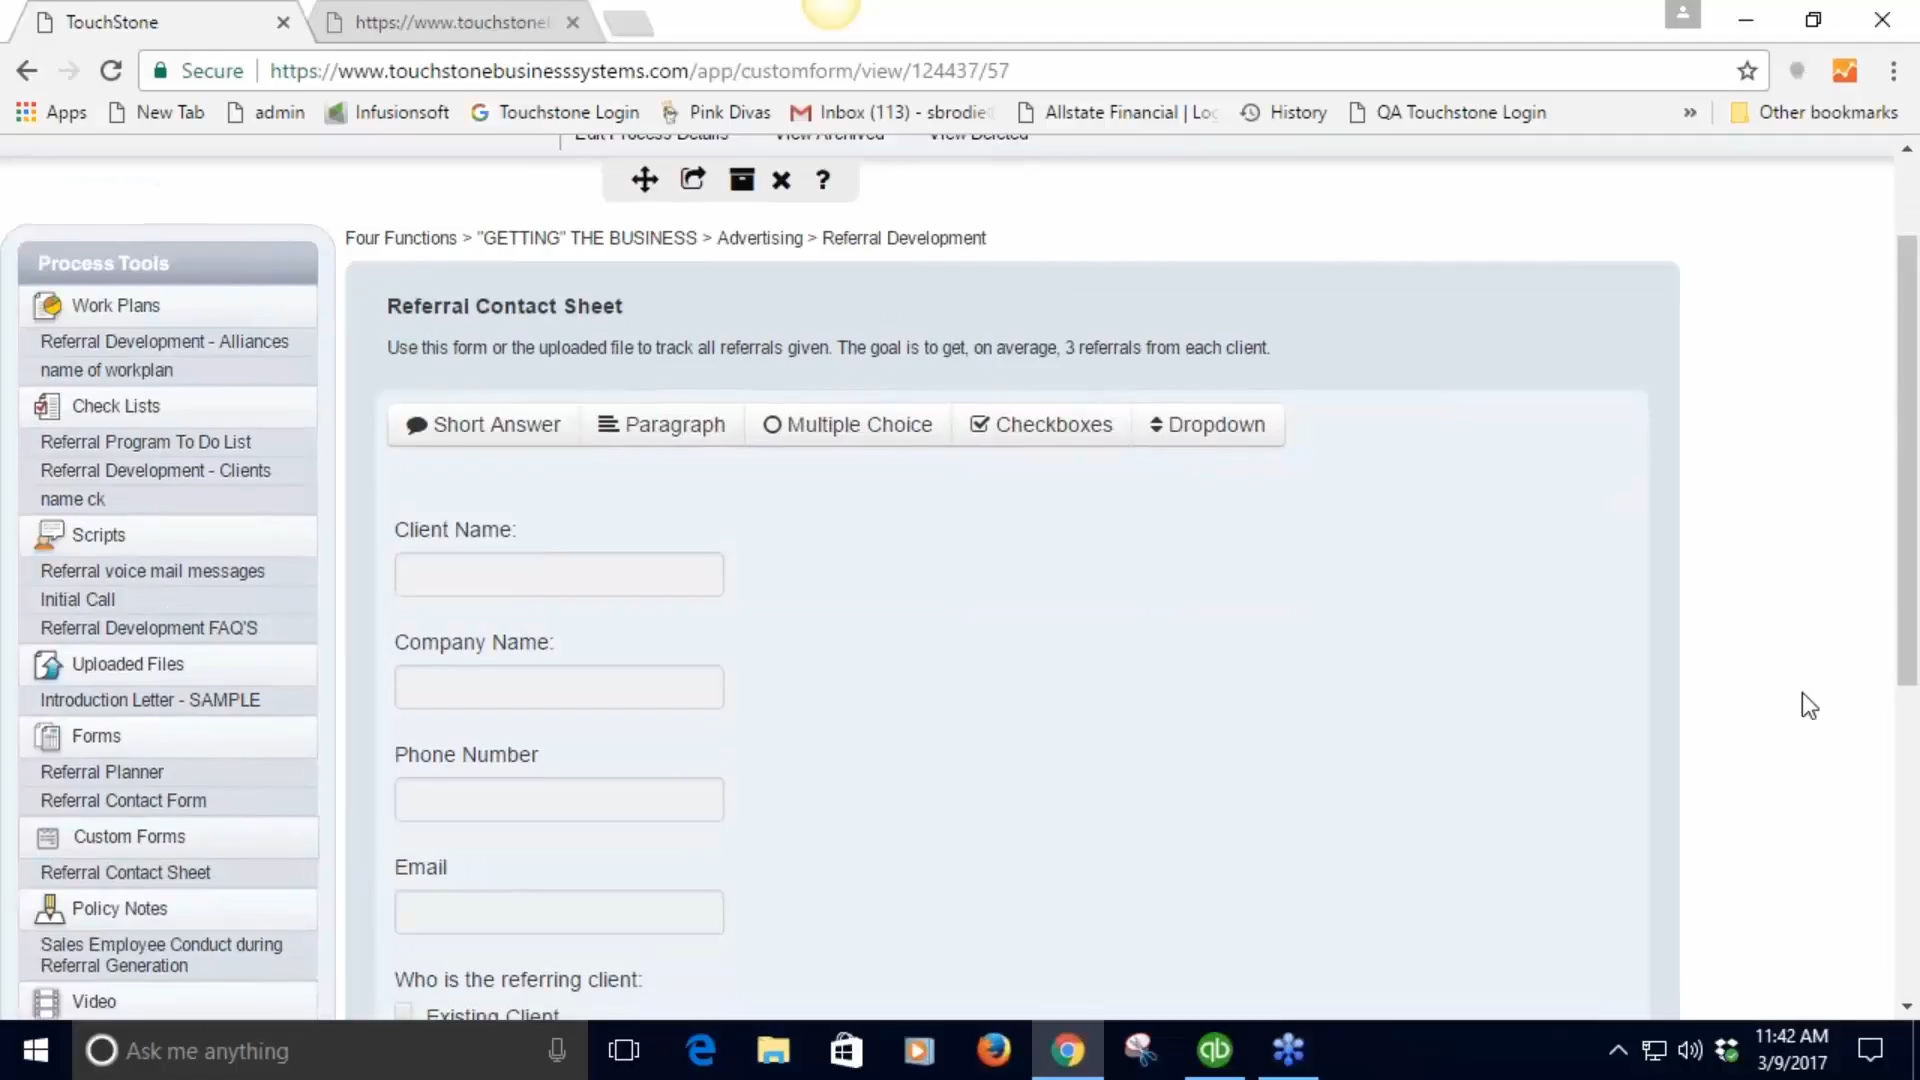 TouchStone
https://www.touchstonel
Secure
https://www.touchstonebusinesssystems.com/app/customform/view/124437/57
Apps
New Tab
admin
Infusionsoft
Touchstone Login
Pink Divas
Inbox (113) - sbrodie
Allstate Financial | Lo
History
QA Touchstone Login
»
Other bookmarks
Edit Process Details
View Archived
View Deleted
?
Four Functions > "GETTING" THE BUSINESS > Advertising > Referral Development
Process Tools
Work Plans
Referral Development - Alliances
name of workplan
Check Lists
Referral Program To Do List
Referral Development - Clients
name ck
Scripts
Referral voice mail messages
Initial Call
Referral Development FAQ'S
Uploaded Files
Introduction Letter - SAMPLE
Forms
Referral Planner
Referral Contact Form
Custom Forms
Referral Contact Sheet
Policy Notes
Sales Employee Conduct during
Referral Generation
Video
Referral Contact Sheet
Use this form or the uploaded file to track all referrals given. The goal is to get, on average, 3 referrals from each client.
Short Answer
Paragraph
Multiple Choice
Checkboxes
Dropdown
Client Name:
Company Name:
Phone Number
Email
Who is the referring client:
Existing Client
Ask me anything
11:42 AM
3/9/2017